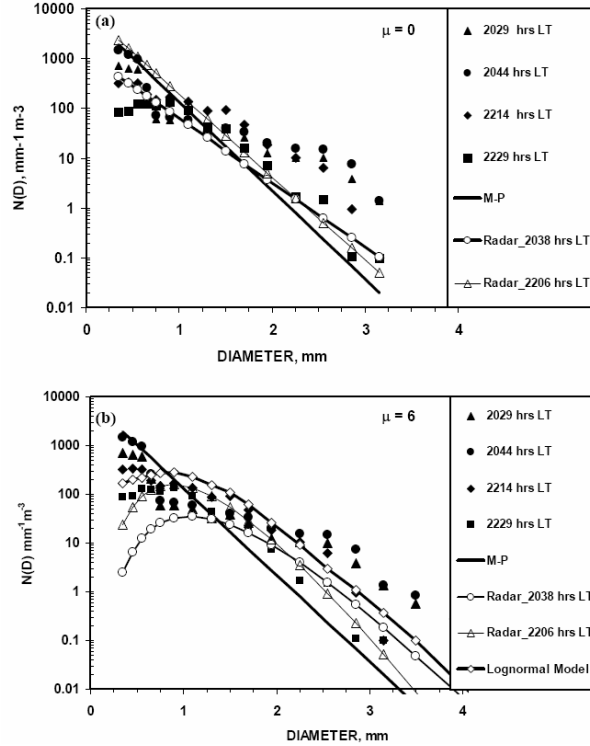 (a)
μ = 0
10000
1000
100
10
1
0.1
0.01
N(D), mm-1 m-3
0 1 2 3 4
DIAMETER, mm
2029 hrs LT
2044 hrs LT
2214 hrs LT
2229 hrs LT
M-P
Radar_2038 hrs LT
Radar_2206 hrs LT
(b)
μ = 6
10000
1000
100
10
1
0.1
0.01
N(D) mm-1 m-3
0 1 2 3 4
DIAMETER, mm
2029 hrs LT
2044 hrs LT
2214 hrs LT
2229 hrs LT
M-P
Radar_2038 hrs LT
Radar_2206 hrs LT
Lognormal Model